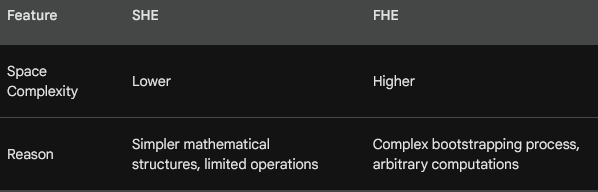 Feature SHE FHE
Space Complexity Lower Higher
Reason Simpler mathematical structures, limited operations Complex bootstrapping process, arbitrary computations